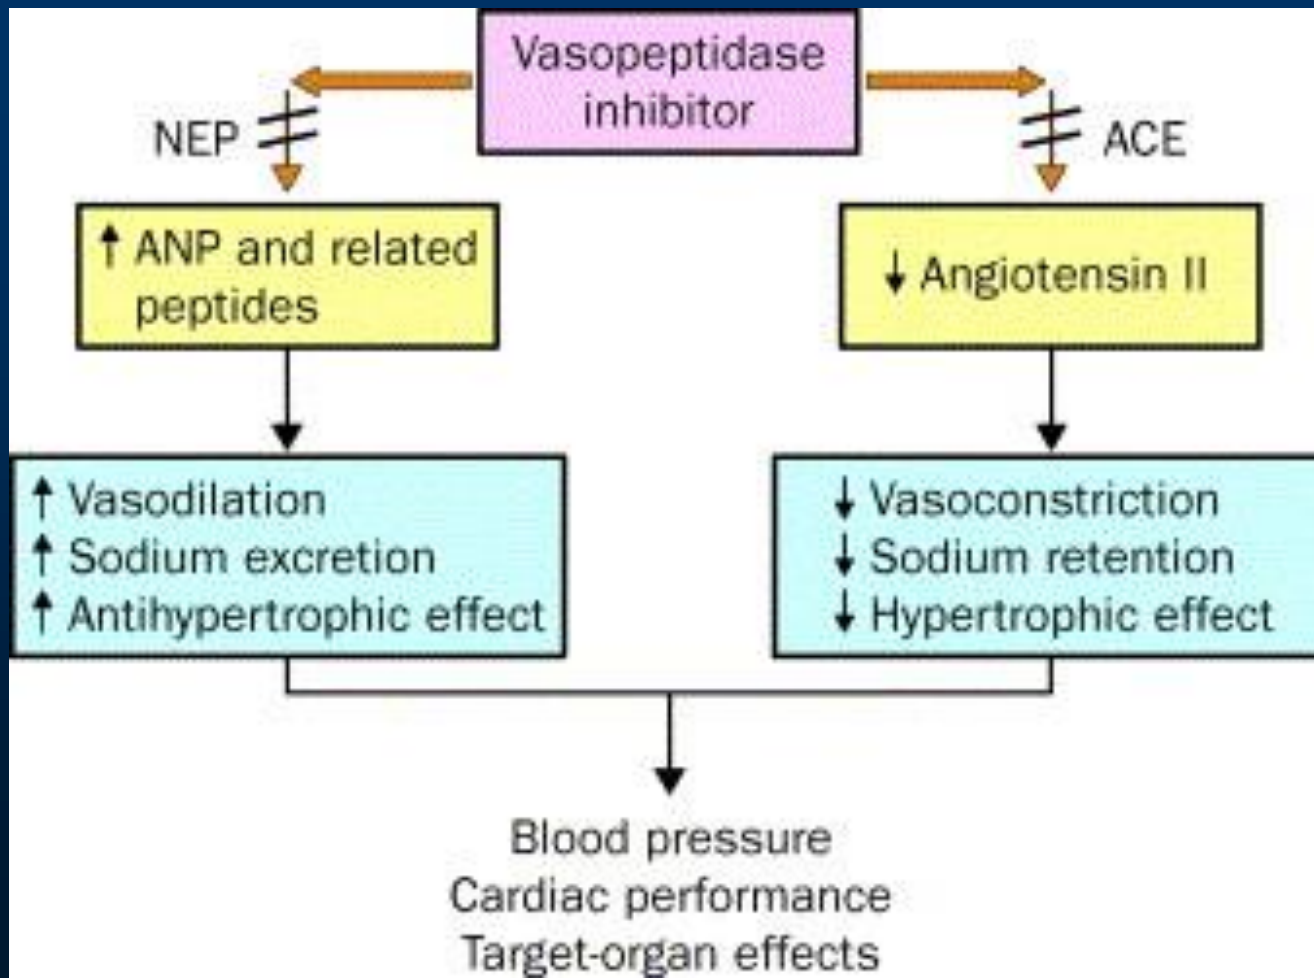 Vasopeptidase
inhibitor
NEP
ACE
↑ ANP and related
peptides
↓ Angiotensin II
↑ Vasodilation
↑ Sodium excretion
↑ Antihypertrophic effect
↓ Vasoconstriction
↓ Sodium retention
↓ Hypertrophic effect
Blood pressure
Cardiac performance
Target-organ effects